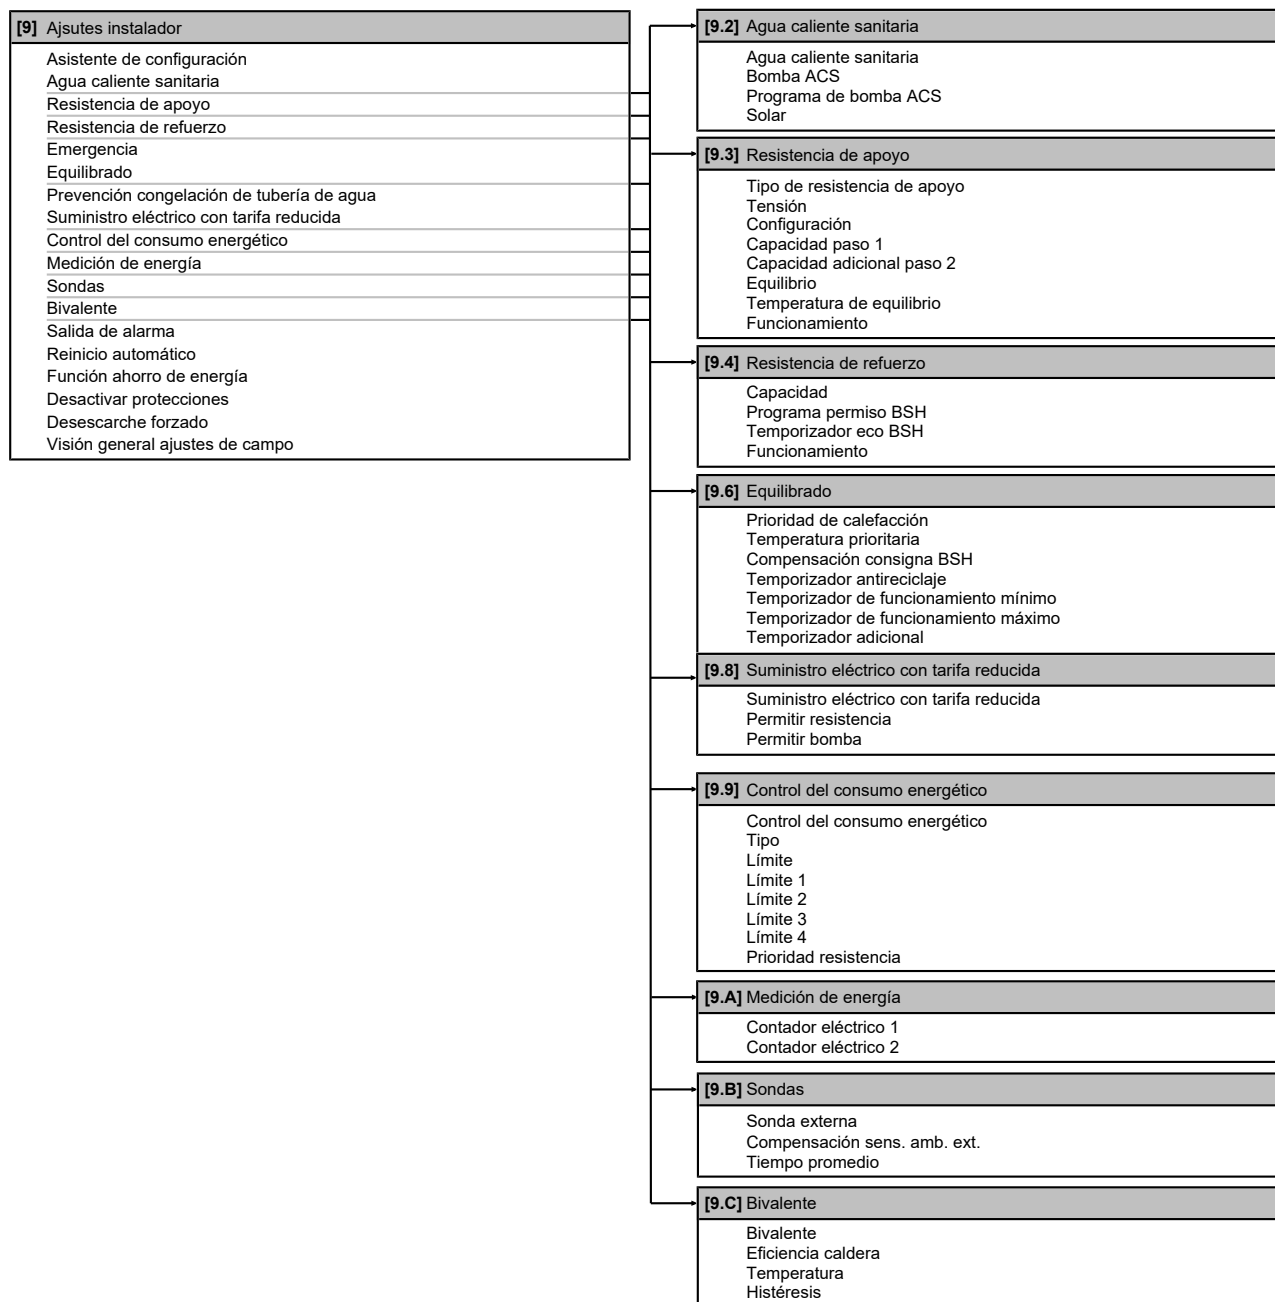 [9] Ajsutes instalador
Asistente de configuración
Agua caliente sanitaria
Resistencia de apoyo
Resistencia de refuerzo
Emergencia
Equilibrado
Prevención congelación de tubería de agua
Suministro eléctrico con tarifa reducida
Control del consumo energético
Medición de energía
Sondas
Bivalente
Salida de alarma
Reinicio automático
Función ahorro de energía
Desactivar protecciones
Desescarche forzado
Visión general ajustes de campo
[9.2] Agua caliente sanitaria
Agua caliente sanitaria
Bomba ACS
Programa de bomba ACS
Solar
[9.3] Resistencia de apoyo
Tipo de resistencia de apoyo
Tensión
Configuración
Capacidad paso 1
Capacidad adicional paso 2
Equilibrio
Temperatura de equilibrio
Funcionamiento
[9.4] Resistencia de refuerzo
Capacidad
Programa permiso BSH
Temporizador eco BSH
Funcionamiento
[9.6] Equilibrado
Prioridad de calefacción
Temperatura prioritaria
Compensación consigna BSH
Temporizador antireciclaje
Temporizador de funcionamiento mínimo
Temporizador de funcionamiento máximo
Temporizador adicional
[9.8] Suministro eléctrico con tarifa reducida
Suministro eléctrico con tarifa reducida
Permitir resistencia
Permitir bomba
[9.9] Control del consumo energético
Control del consumo energético
Tipo
Límite
Límite 1
Límite 2
Límite 3
Límite 4
Prioridad resistencia
[9.A] Medición de energía
Contador eléctrico 1
Contador eléctrico 2
[9.B] Sondas
Sonda externa
Compensación sens. amb. ext.
Tiempo promedio
[9.C] Bivalente
Bivalente
Eficiencia caldera
Temperatura
Histéresis